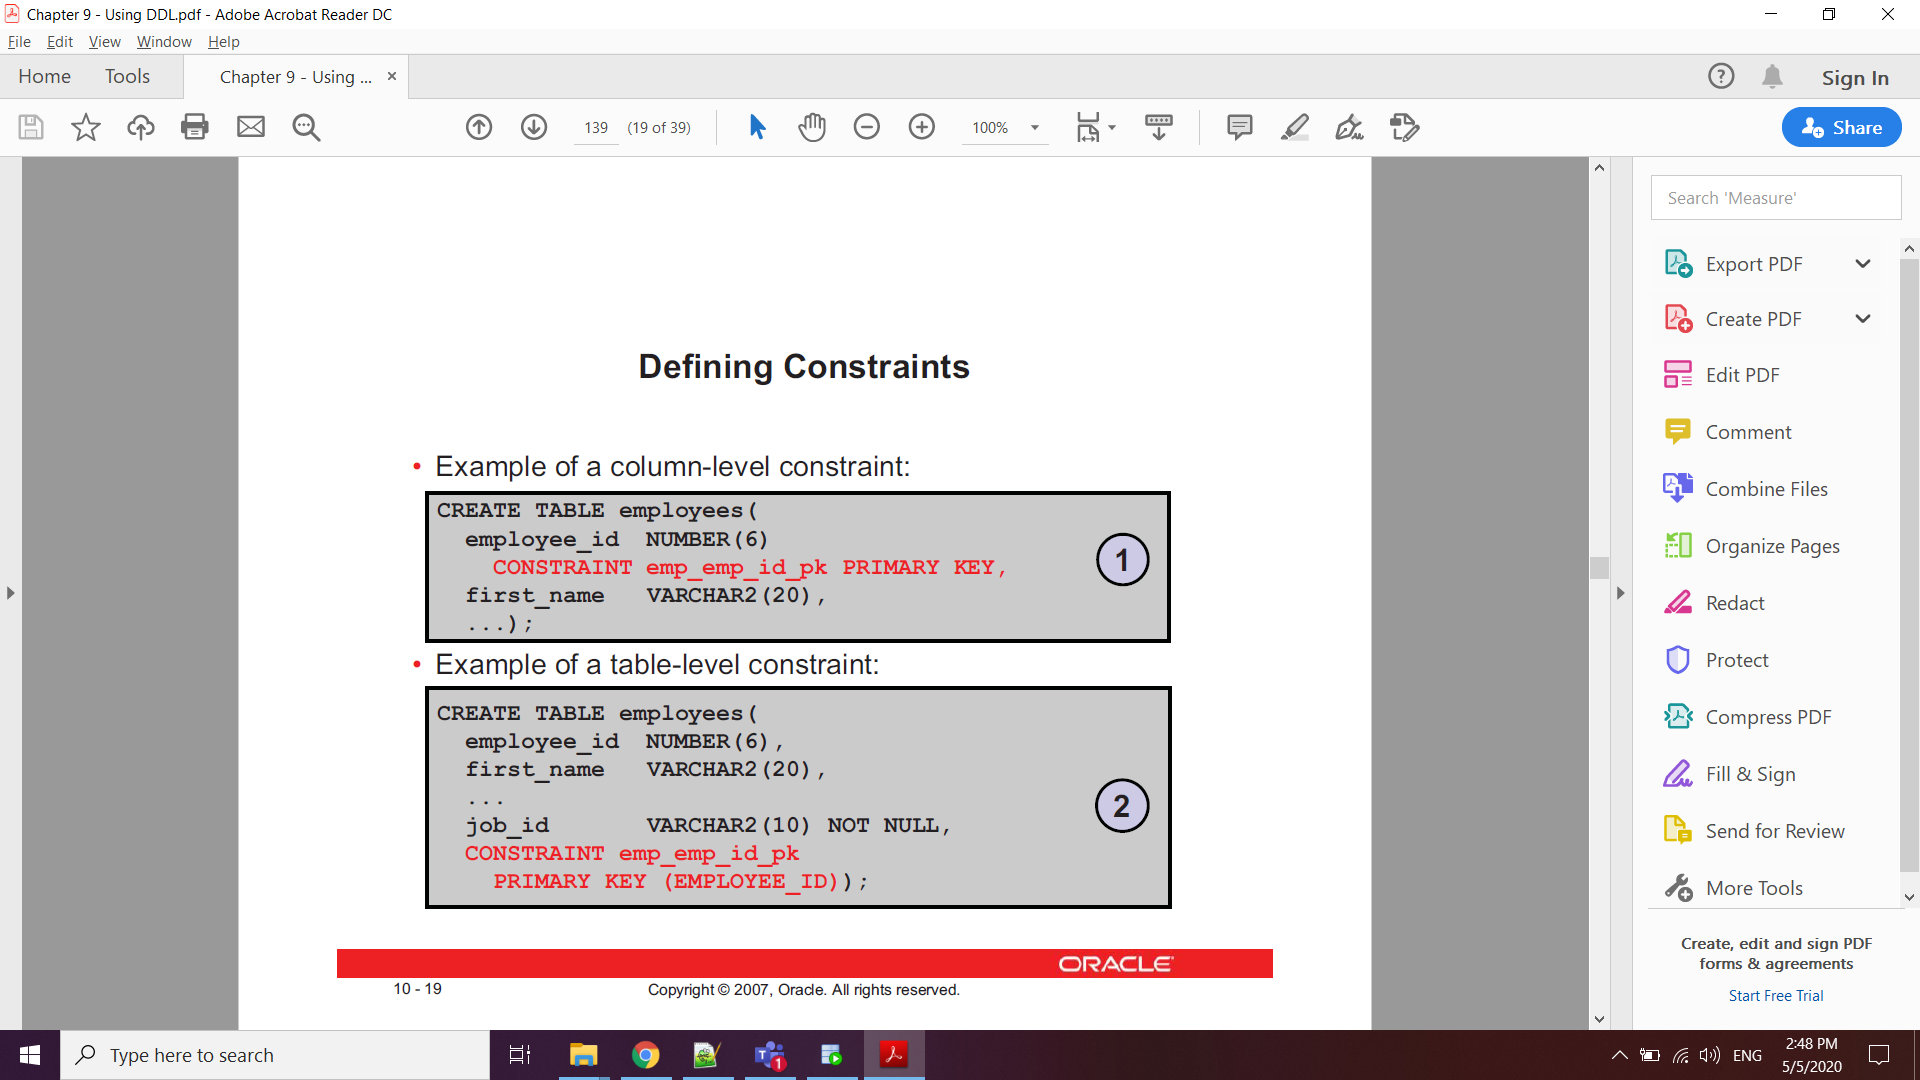 Chapter 9 - Using DDL.pdf - Adobe Acrobat Reader DC
File Edit View Window Help
Home Tools Chapter 9 - Using ... × ? Sign In
139 (19 of 39) 100% Share
Search 'Measure'
Export PDF
Create PDF
Edit PDF
Comment
Combine Files
Organize Pages
Redact
Protect
Compress PDF
Fill & Sign
Send for Review
More Tools
Create, edit and sign PDF
forms & agreements
Start Free Trial
Defining Constraints
• Example of a column-level constraint:
CREATE TABLE employees(
employee_id NUMBER(6)
CONSTRAINT emp_emp_id_pk PRIMARY KEY,
first_name VARCHAR2(20),
...);
1
• Example of a table-level constraint:
CREATE TABLE employees(
employee_id NUMBER(6),
first_name VARCHAR2(20),
...
job_id VARCHAR2(10) NOT NULL,
CONSTRAINT emp_emp_id_pk
PRIMARY KEY (EMPLOYEE_ID));
2
ORACLE
10 - 19 Copyright © 2007, Oracle. All rights reserved.
Type here to search
T 1
ENG
2:48 PM
5/5/2020